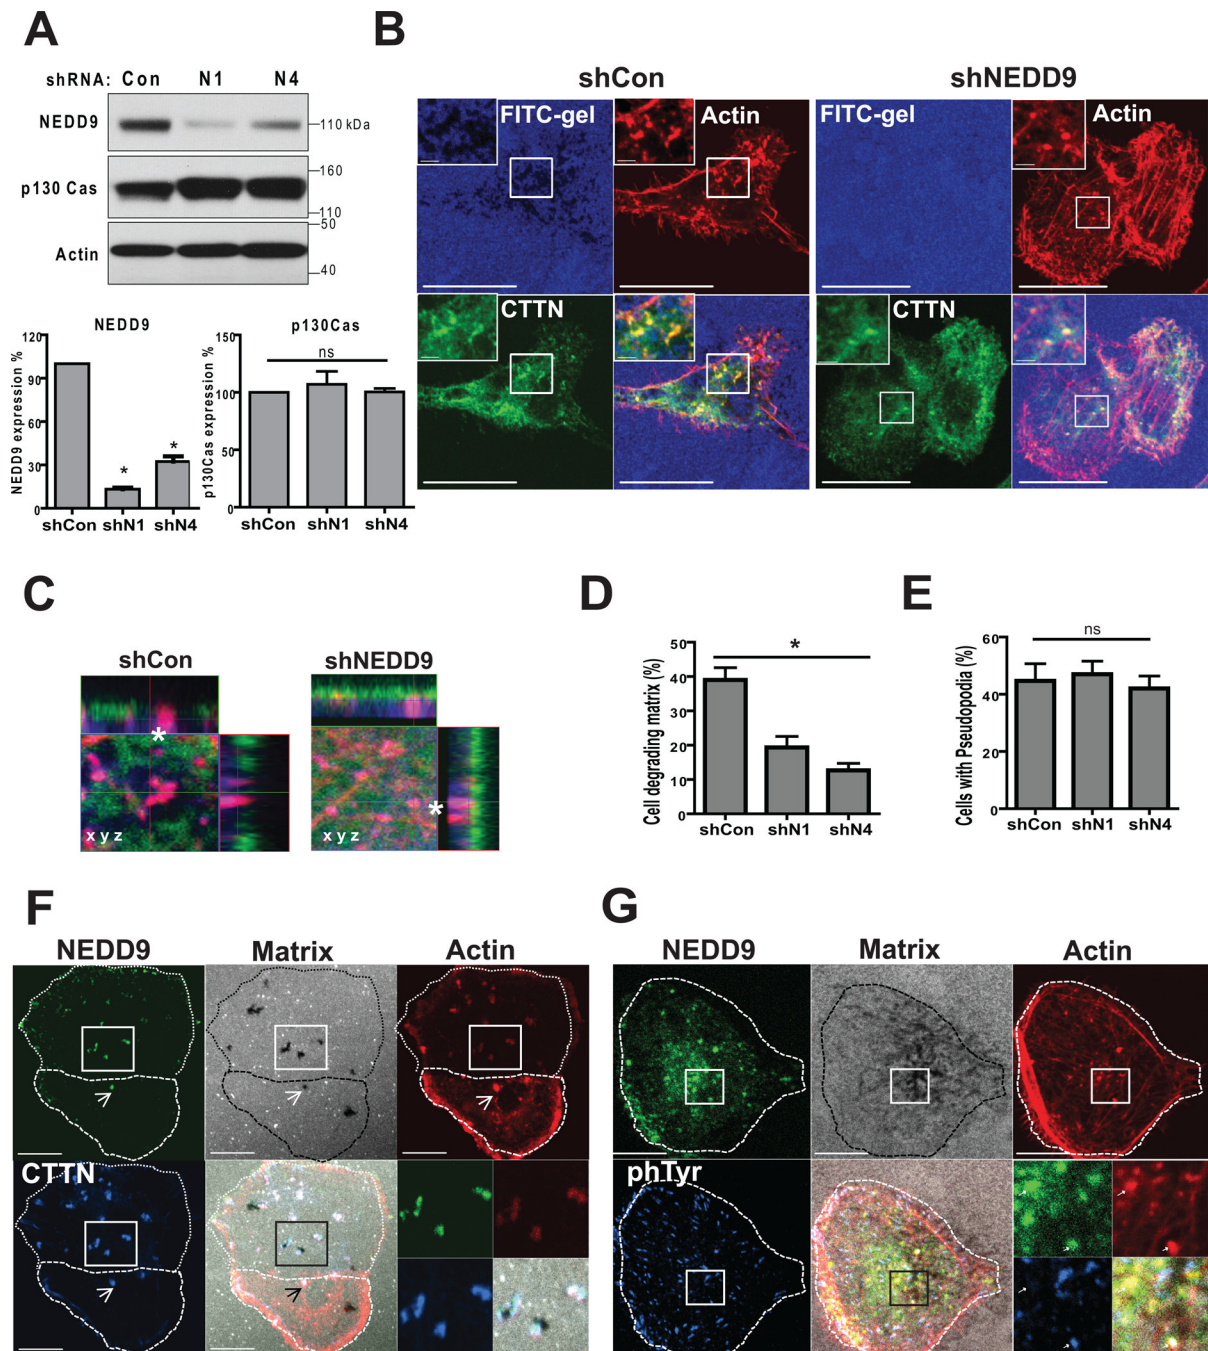 A
shRNA: Con N1 N4
NEDD9
110 kDa
p130 Cas
160
110
Actin
50
40
NEDD9
NEDD9 expression %
120
90
60
30
0
*
*
shCon shN1 shN4
p130Cas
p130Cas expression %
150
100
50
0
ns
shCon shN1 shN4
B
shCon shNEDD9
FITC-gel Actin FITC-gel Actin
CTTN CTTN
C
shCon shNEDD9
*
*
x y z x y z
D
Cell degrading matrix (%)
50
40
30
20
10
0
*
shCon shN1 shN4
E
Cells with Pseudopodia (%)
60
40
20
0
ns
shCon shN1 shN4
F
NEDD9 Matrix Actin
CTTN
G
NEDD9 Matrix Actin
phTyr